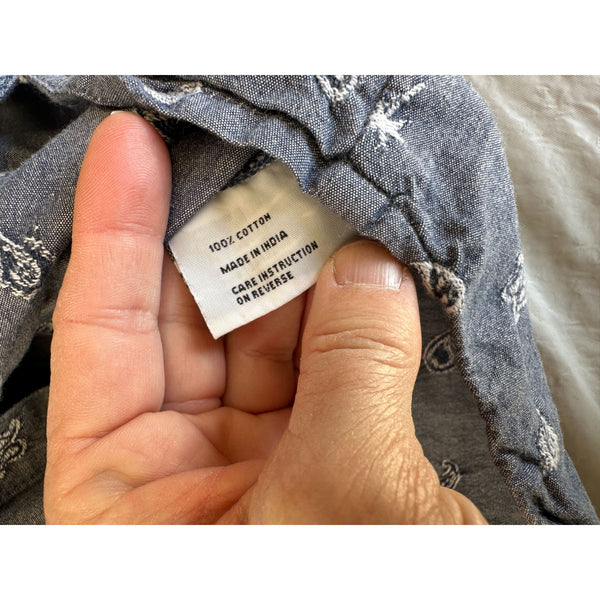 100% COTTON
MADE IN INDIA
CARE INSTRUCTION
ON REVERSE